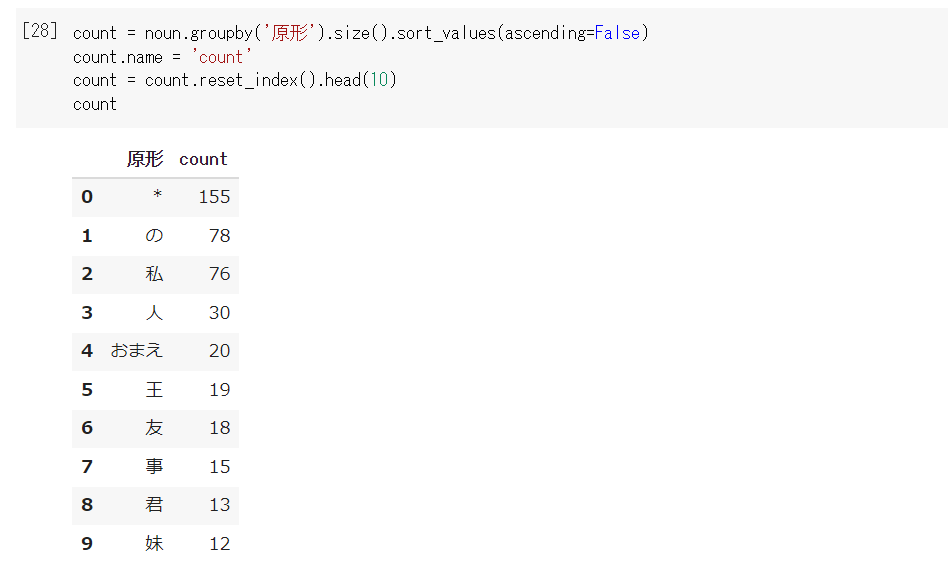 [28] count = noun.groupby('原形').size().sort_values(ascending=False)
count.name = 'count'
count = count.reset_index().head(10)
count
原形 count
0 * 155
1 の 78
2 私 76
3 人 30
4 おまえ 20
5 王 19
6 友 18
7 事 15
8 君 13
9 妹 12